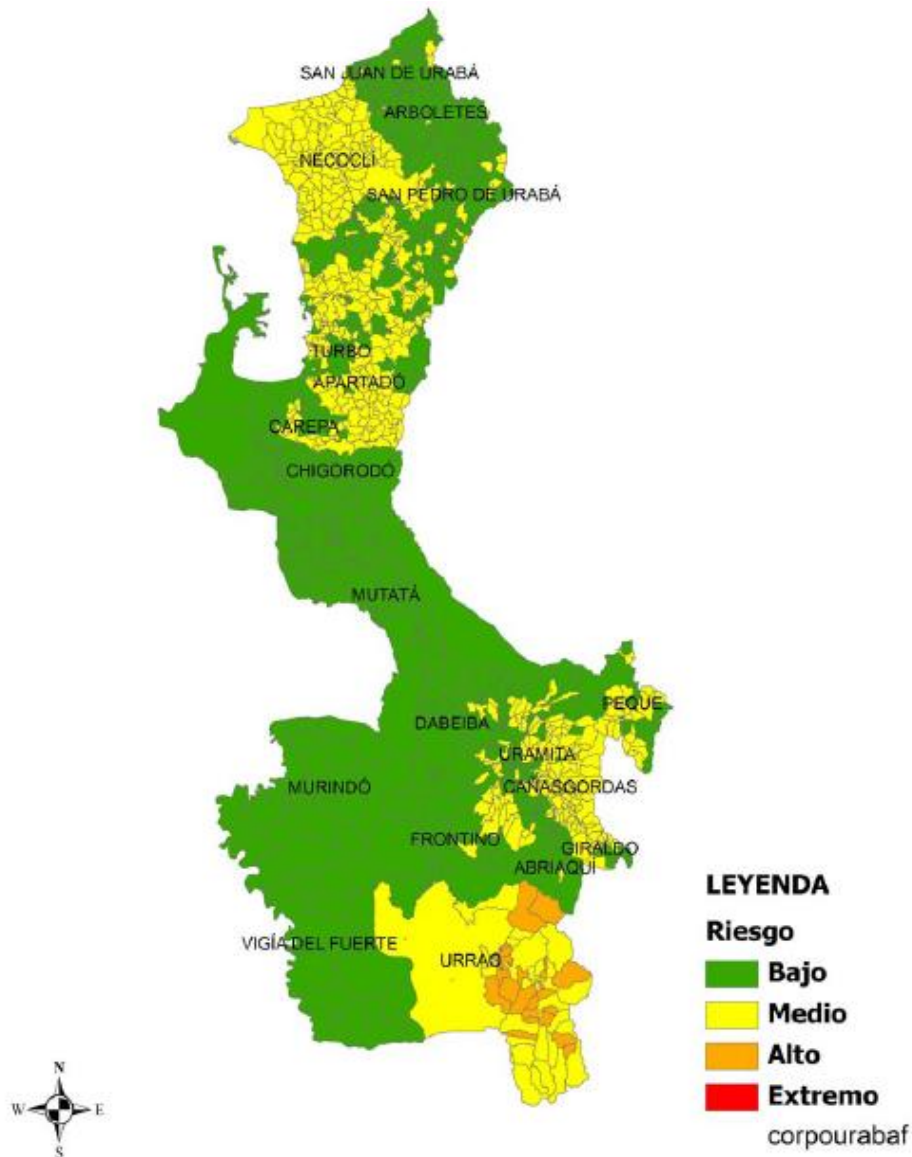 SAN JUAN DE URABÁ
ARBOLETES
NECOCLÍ
SAN PEDRO DE URABÁ
TURBO
APARTADÓ
CAREPA
CHIGORODÓ
MUTATÁ
PEQUE
DABEIBA
URAMITA
MURINDÓ
CAÑASGORDAS
FRONTINO
GIRALDO
ABRIAQUÍ
VIGÍA DEL FUERTE
URRAO
LEYENDA
Riesgo
Bajo
Medio
Alto
Extremo
corpourabaf
N
W
E
S